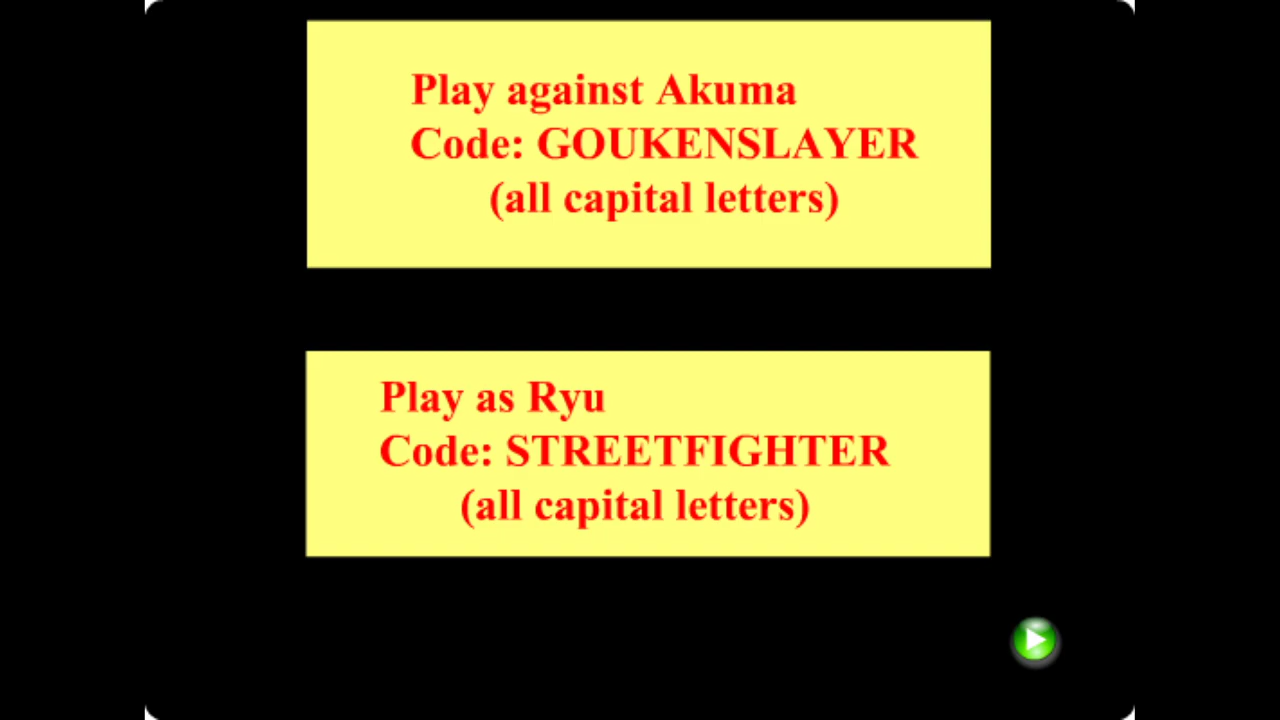 Play against Akuma
Code: GOUKENSLAYER
(all capital letters)
Play as Ryu
Code: STREETFIGHTER
(all capital letters)